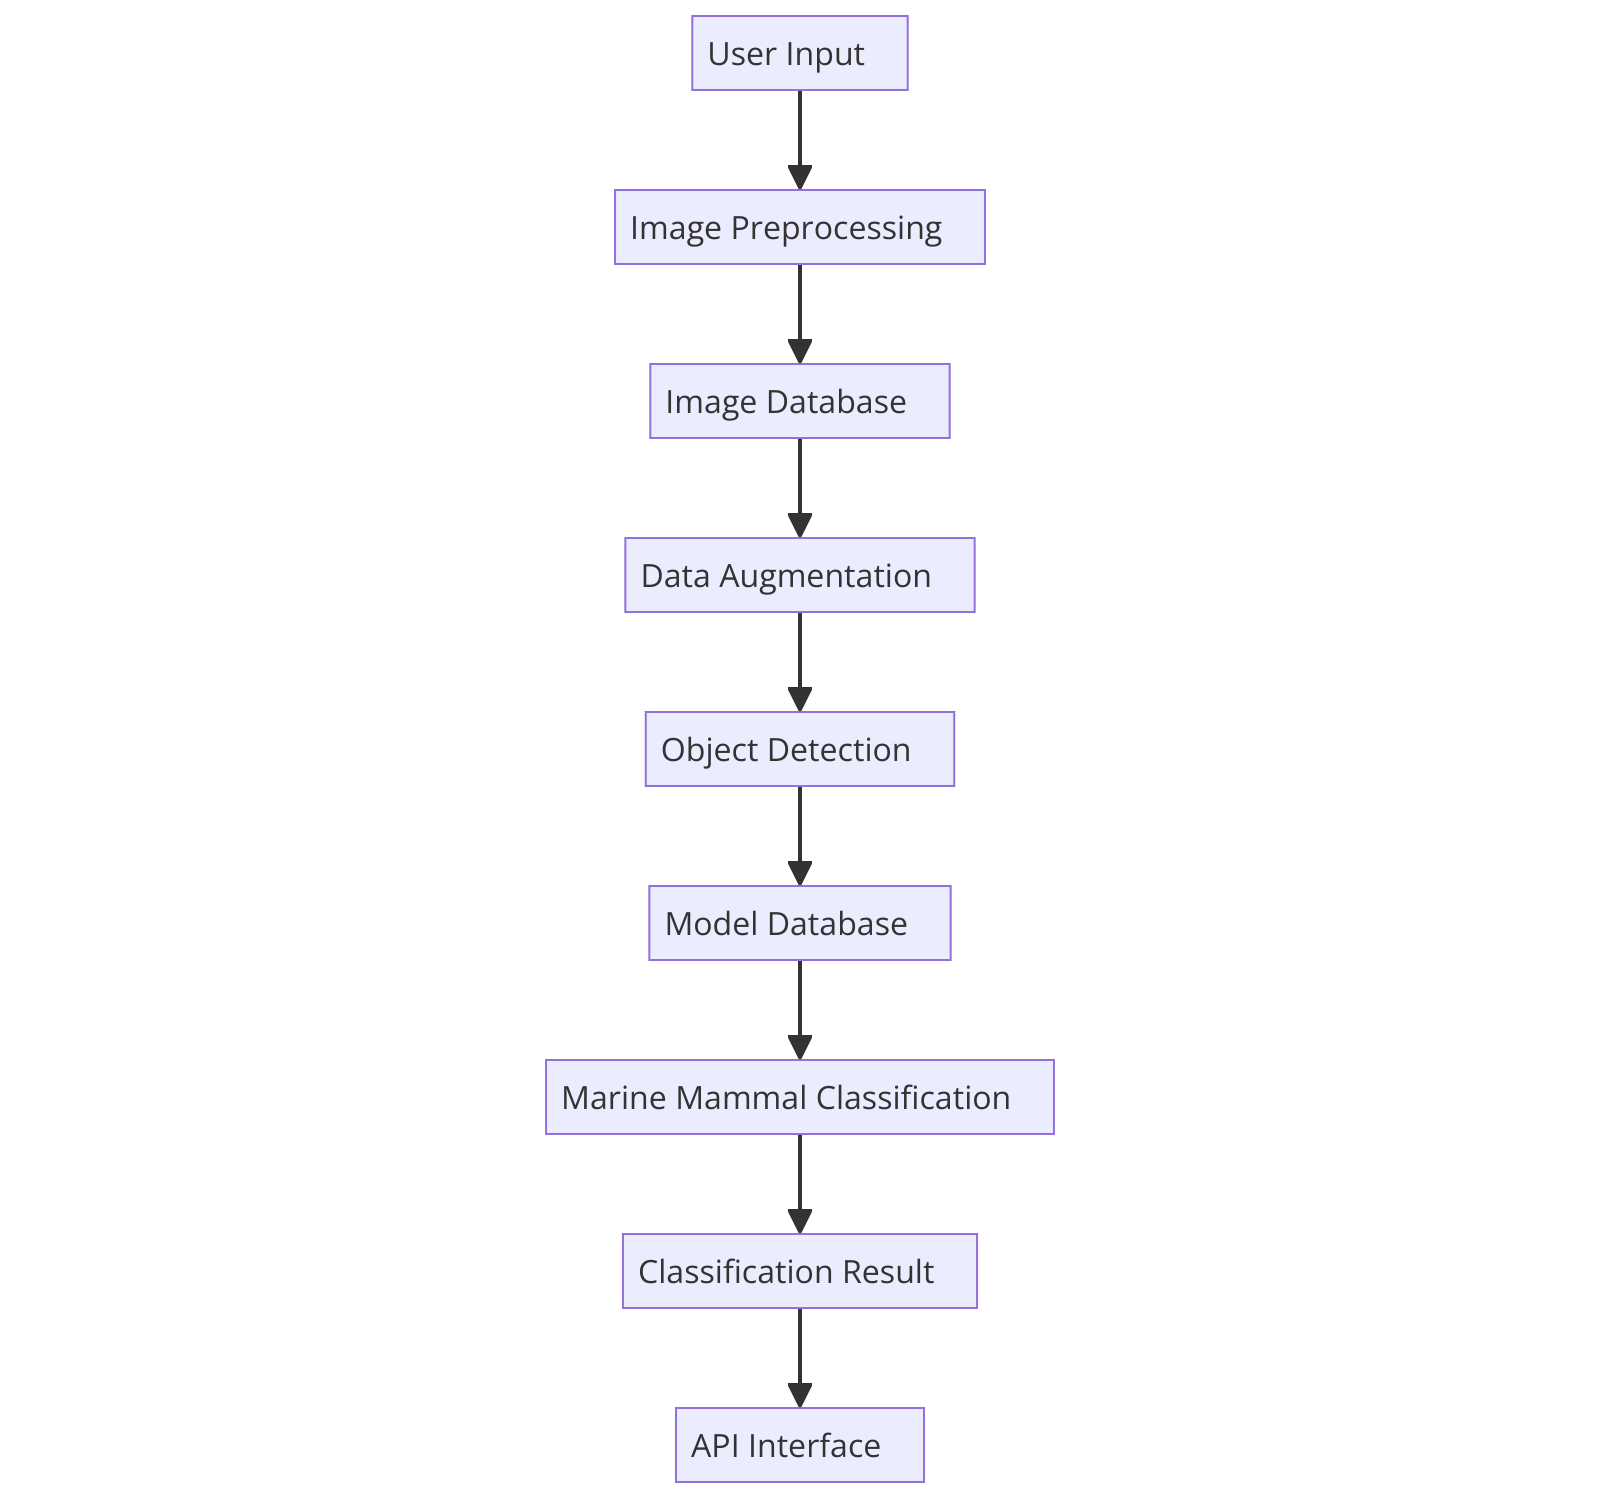 User Input
Image Preprocessing
Image Database
Data Augmentation
Object Detection
Model Database
Marine Mammal Classification
Classification Result
API Interface